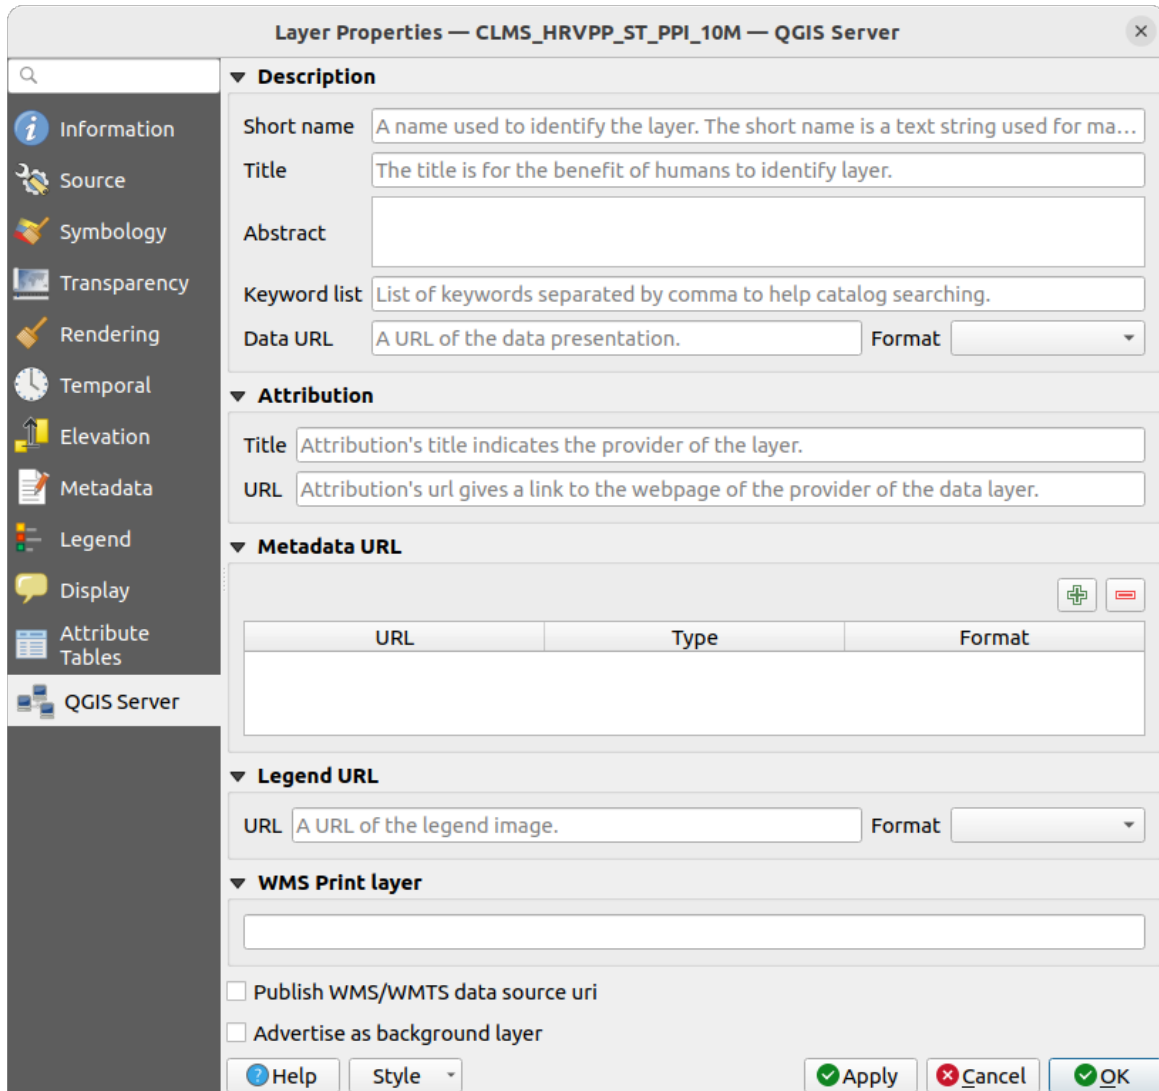 Layer Properties — CLMS_HRVPP_ST_PPI_10M — QGIS Server
Information
Source
Symbology
Transparency
Rendering
Temporal
Elevation
Metadata
Legend
Display
Attribute
Tables
QGIS Server
Description
Short name A name used to identify the layer. The short name is a text string used for ma…
Title The title is for the benefit of humans to identify layer.
Abstract
Keyword list List of keywords separated by comma to help catalog searching.
Data URL A URL of the data presentation. Format
Attribution
Title Attribution's title indicates the provider of the layer.
URL Attribution's url gives a link to the webpage of the provider of the data layer.
Metadata URL
URL Type Format
Legend URL
URL A URL of the legend image. Format
WMS Print layer
Publish WMS/WMTS data source uri
Advertise as background layer
Help Style Apply Cancel OK